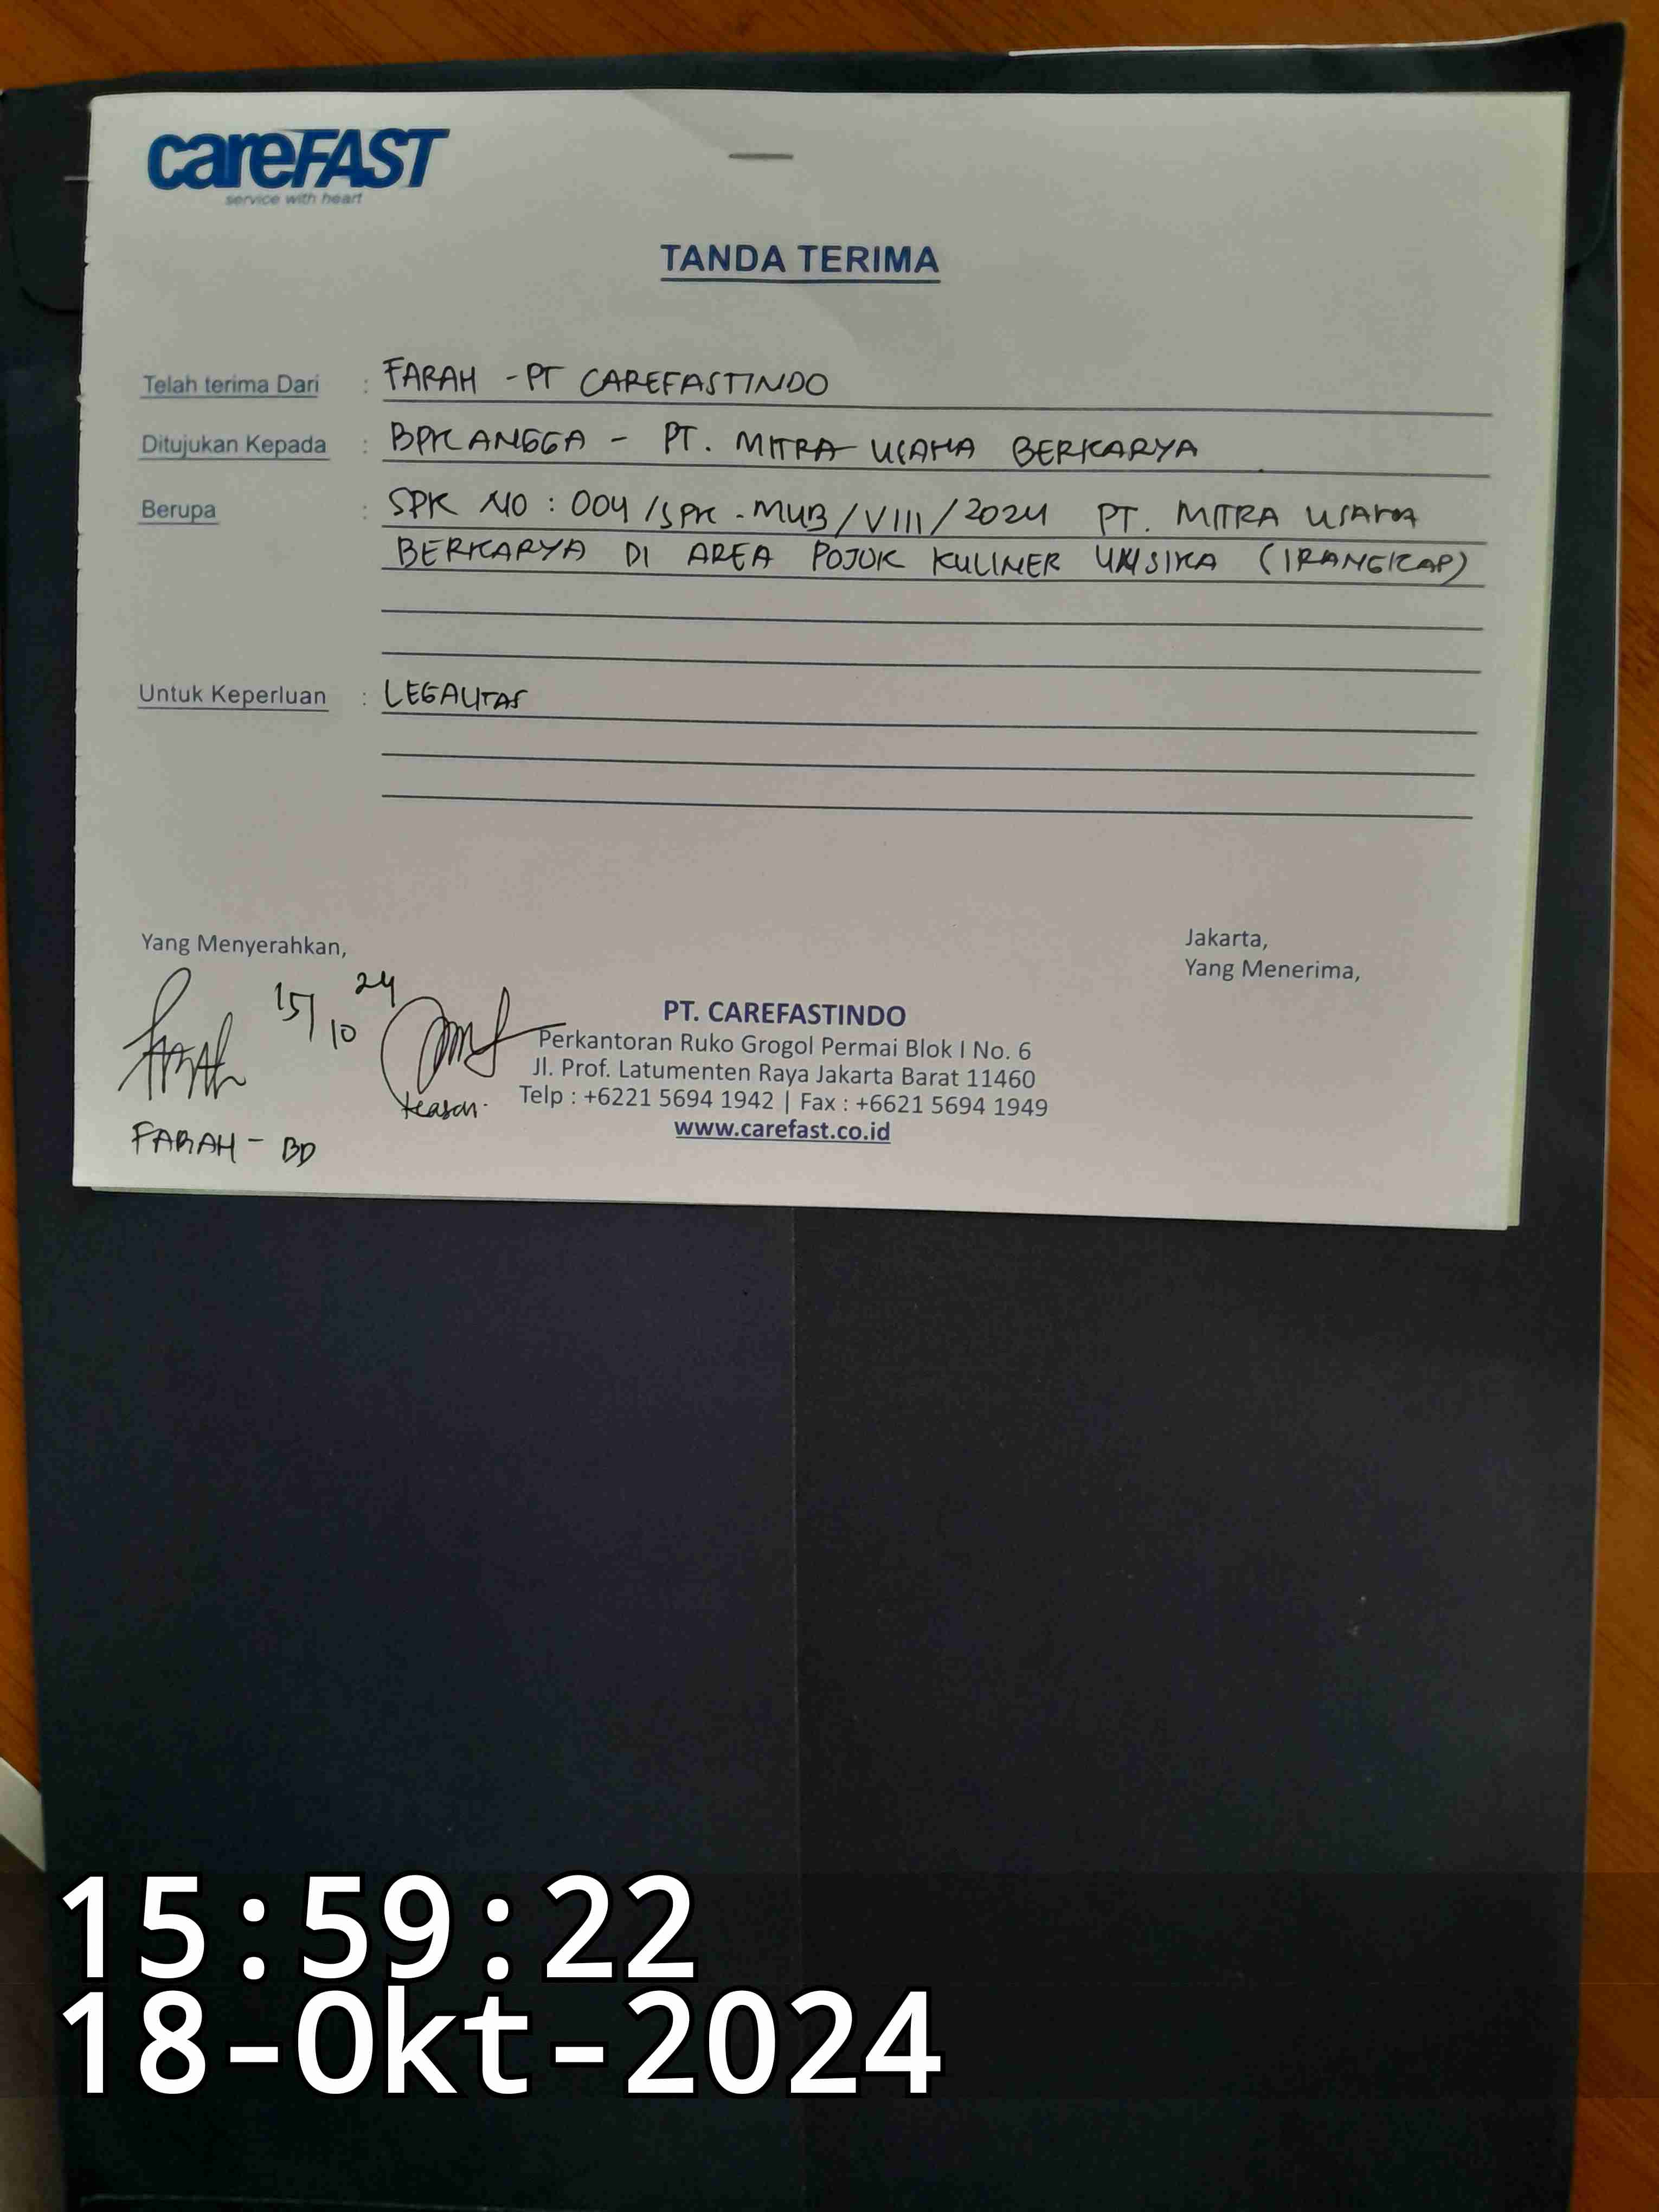 careFAST
service with heart
TANDA TERIMA
Telah terima Dari : FARAH - PT CAREFASTINDO
Ditujukan Kepada : BPK ANGGA - PT. MITRA USAHA BERKARYA
Berupa : SPK NO : 004 / SPK - MUB / VIII / 2024 PT. MITRA USAHA
BERKARYA DI AREA POJOK KULINER UNSIKA (1RANGKAP)
Untuk Keperluan : LEGALITAS
Yang Menyerahkan,
Jakarta,
Yang Menerima,
15/10 24
FARAH - BD
PT. CAREFASTINDO
Perkantoran Ruko Grogol Permai Blok I No. 6
Jl. Prof. Latumenten Raya Jakarta Barat 11460
Telp : +6221 5694 1942 | Fax : +6621 5694 1949
www.carefast.co.id
15:59:22
18-Okt-2024